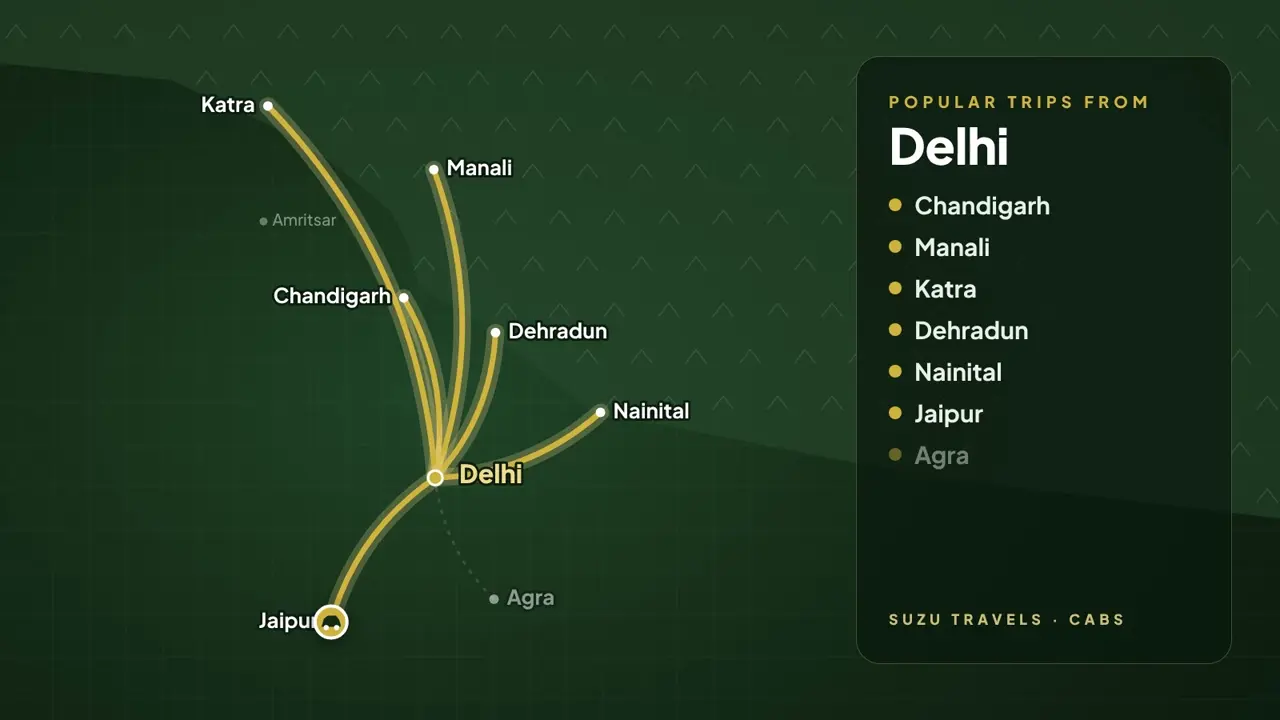 Katra
Manali
Amritsar
Chandigarh
Dehradun
Nainital
Delhi
Agra
Jaipur
POPULAR TRIPS FROM
Delhi
Chandigarh
Manali
Katra
Dehradun
Nainital
Jaipur
Agra
SUZU TRAVELS · CABS